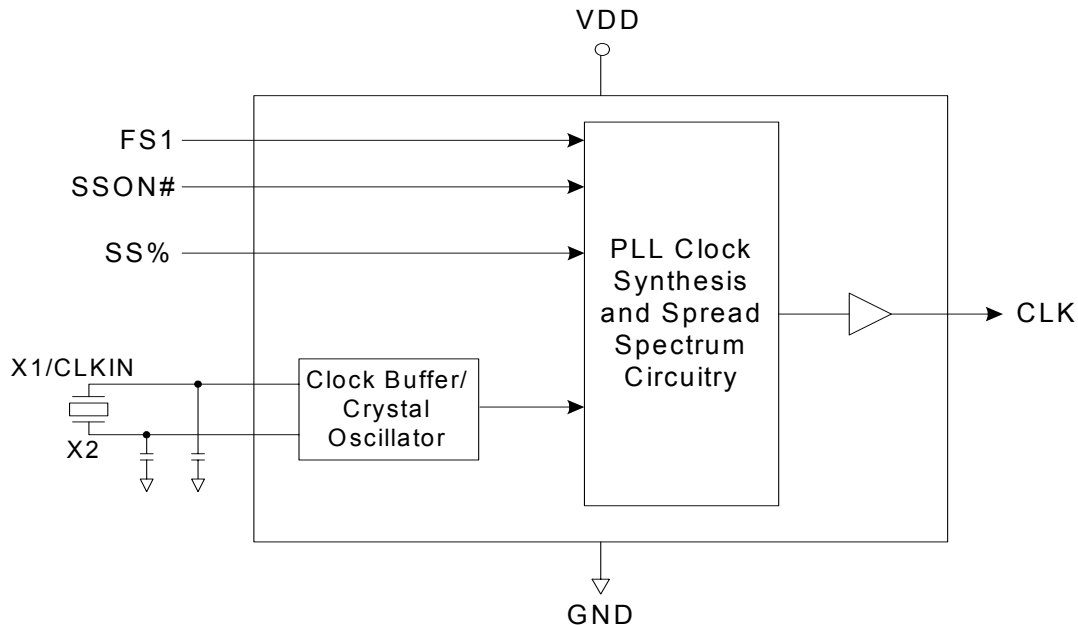 VDD
FS1
SSON#
SS%
PLL Clock
Synthesis
and Spread
Spectrum
Circuitry
CLK
X1/CLKIN
X2
Clock Buffer/
Crystal
Oscillator
GND